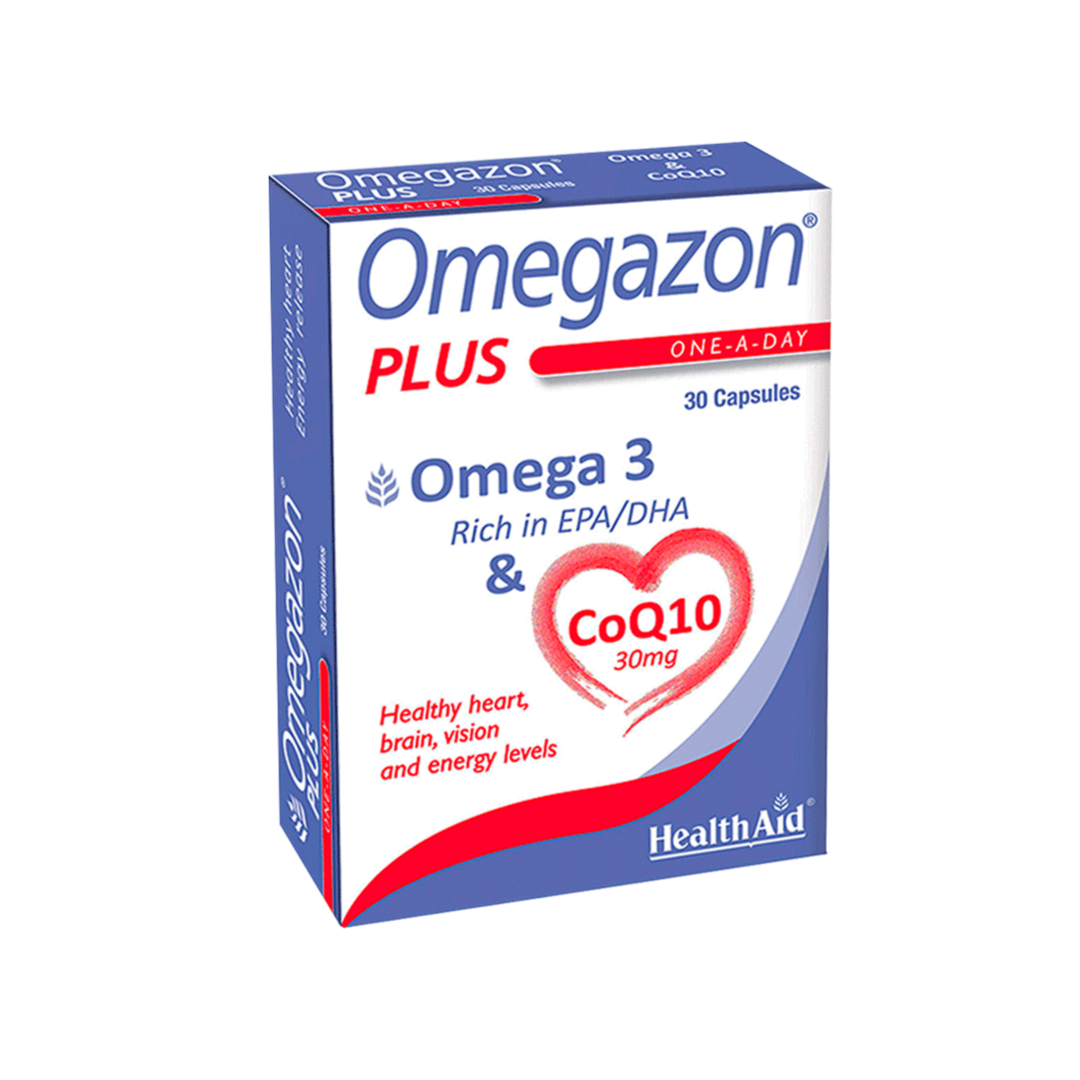 Omegazon®
PLUS
30 Capsules
ONE-A-DAY
Omega 3
&
CoQ10
Healthy heart
Energy release
Omegazon®
PLUS
30 Capsules
ONE-A-DAY
Omegazon®
PLUS
ONE-A-DAY
30 Capsules
Omega 3
Rich in EPA/DHA
&
CoQ10
30mg
Healthy heart,
brain, vision
and energy levels
HealthAid®